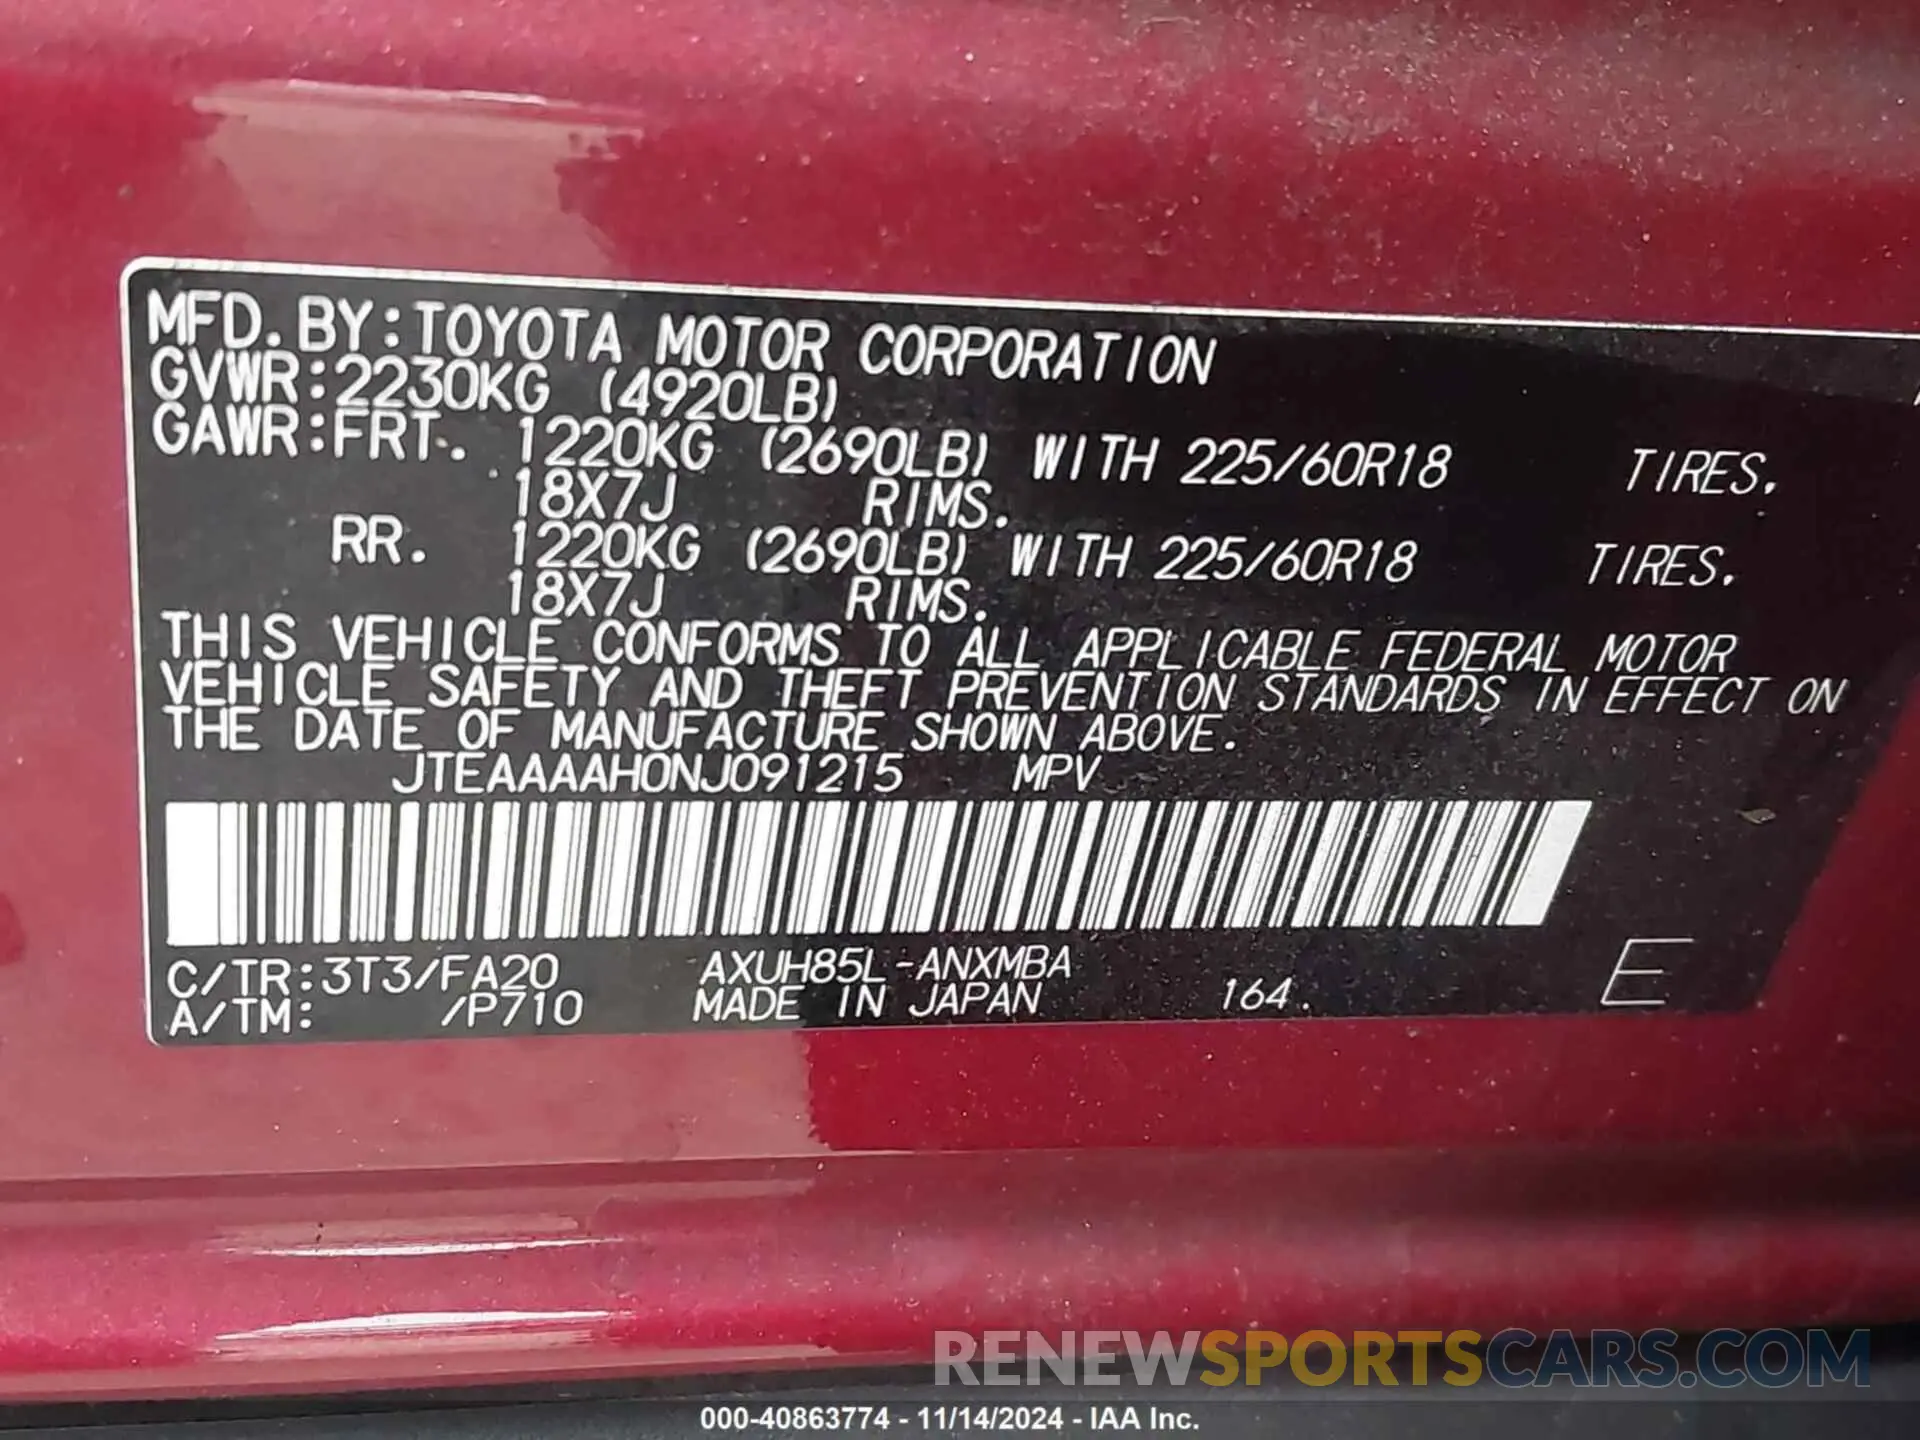 MFD. BY: TOYOTA MOTOR CORPORATION
GVWR: 2230KG (4920LB)
GAWR: FRT. 1220KG (2690LB) WITH 225/60R18 TIRES.
18X7J RIMS.
RR. 1220KG (2690LB) WITH 225/60R18 TIRES.
18X7J RIMS.
THIS VEHICLE CONFORMS TO ALL APPLICABLE FEDERAL MOTOR
VEHICLE SAFETY AND THEFT PREVENTION STANDARDS IN EFFECT ON
THE DATE OF MANUFACTURE SHOWN ABOVE.
JTEAAAAH0NJ091215 MPV
C/TR: 3T3/FA20 AXUH85L-ANXMBA
A/TM: /P710 MADE IN JAPAN 164. E
RENEWSPORTSCARS.COM
000-40863774 - 11/14/2024 - IAA Inc.